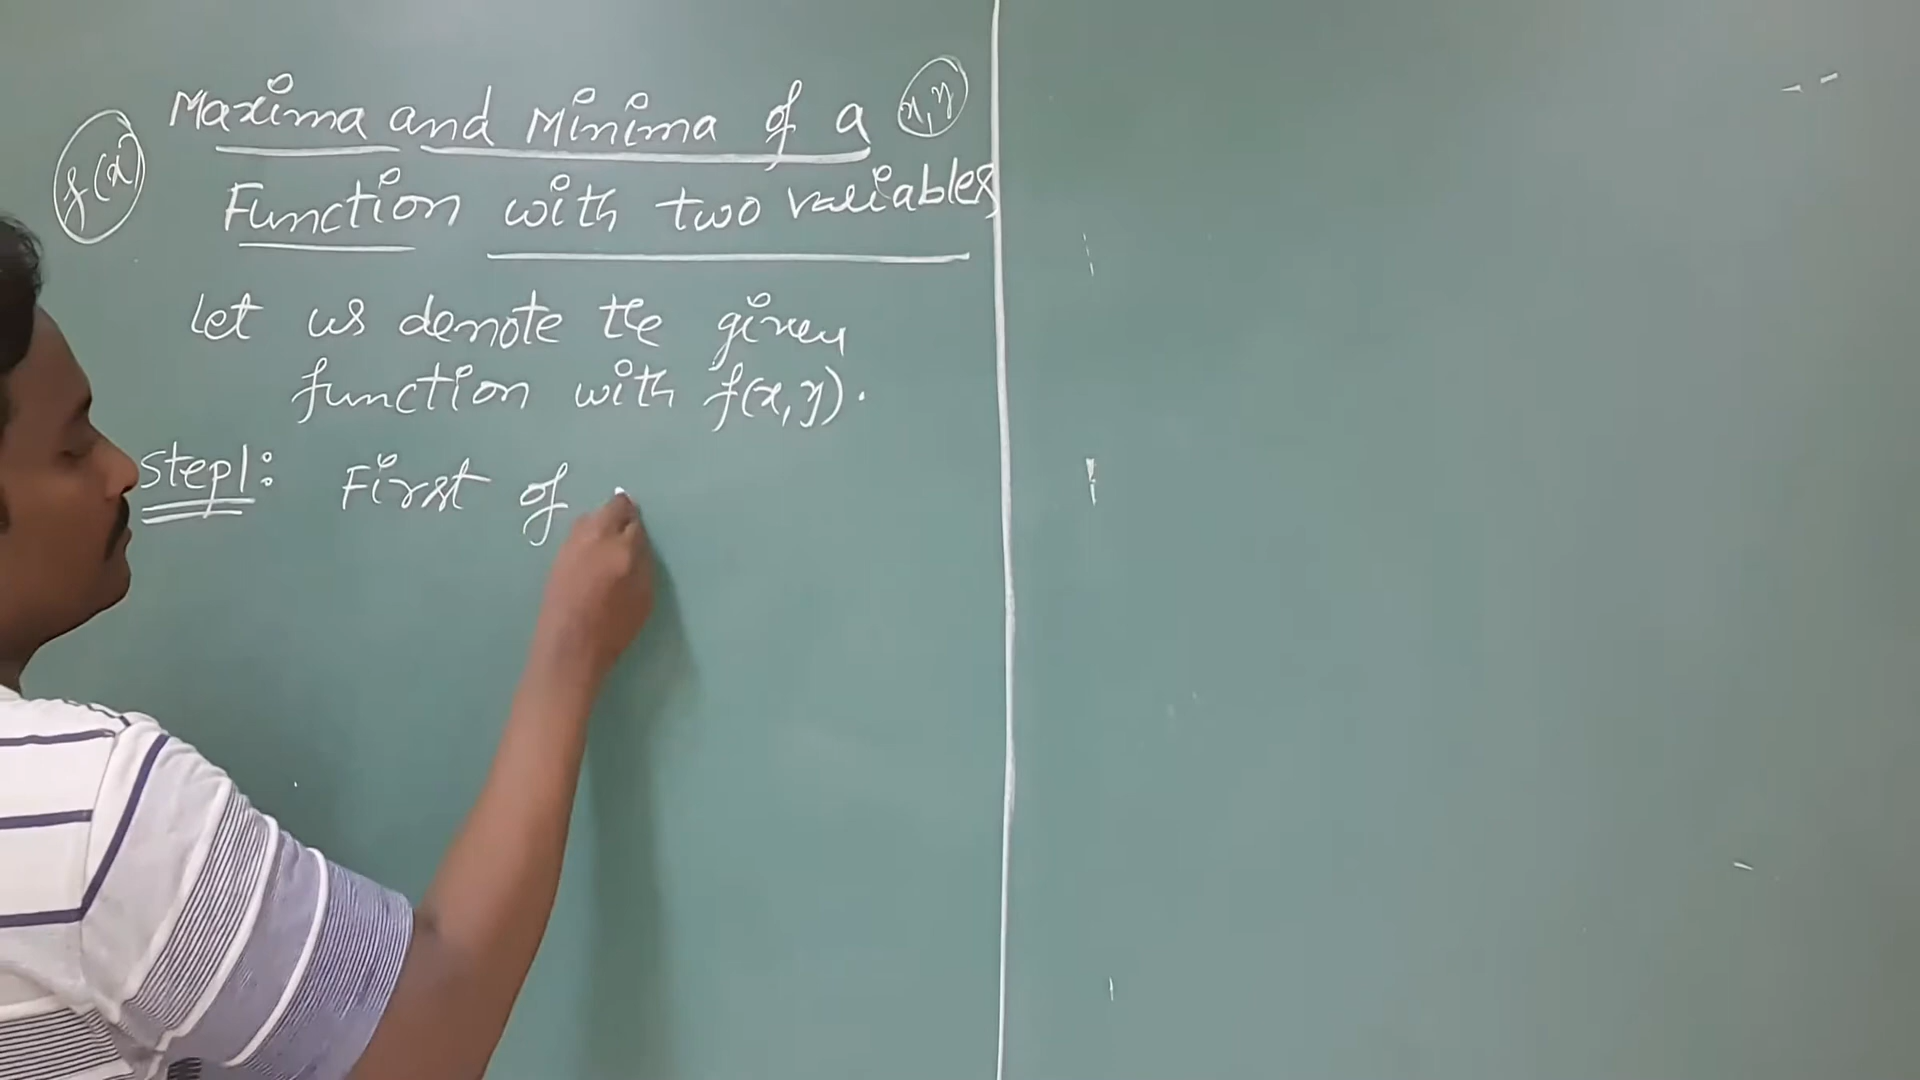 Maxima and Minima of a x,y
f(x)
Function with two variables
Let us denote the given
function with f(x,y).
Step1: First of